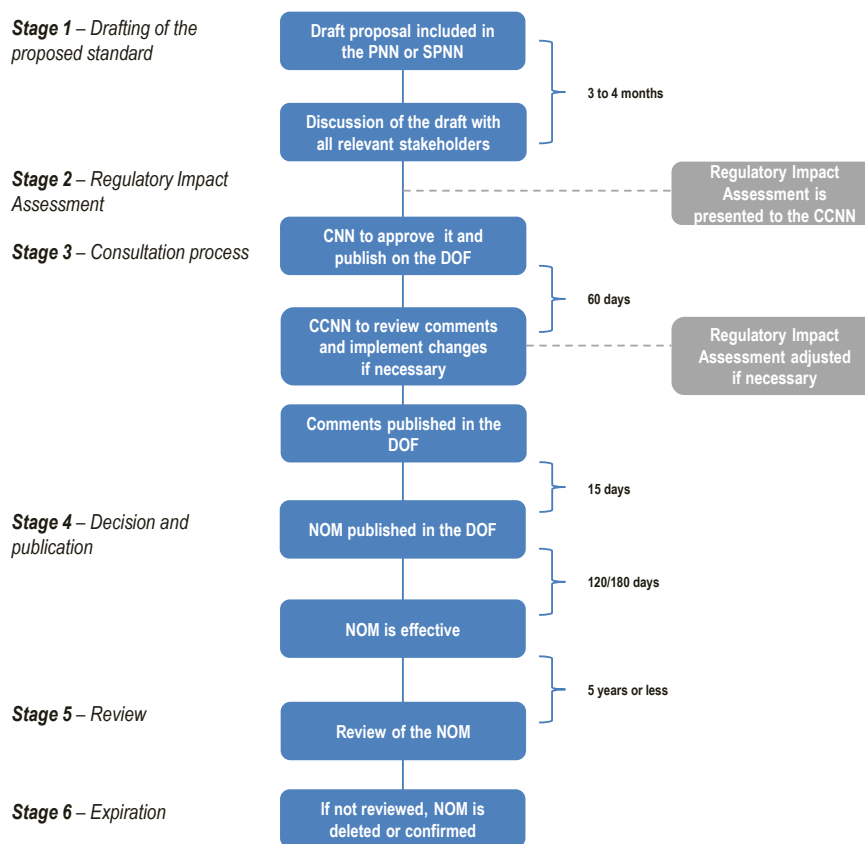 Stage 1 – Drafting of the
proposed standard
Draft proposal included in
the PNN or SPNN
3 to 4 months
Discussion of the draft with
all relevant stakeholders
Stage 2 – Regulatory Impact
Assessment
Regulatory Impact
Assessment is
presented to the CCNN
Stage 3 – Consultation process
CNN to approve it and
publish on the DOF
60 days
CCNN to review comments
and implement changes
if necessary
Regulatory Impact
Assessment adjusted
if necessary
Comments published in the
DOF
15 days
Stage 4 – Decision and
publication
NOM published in the DOF
120/180 days
NOM is effective
5 years or less
Stage 5 – Review
Review of the NOM
Stage 6 – Expiration
If not reviewed, NOM is
deleted or confirmed